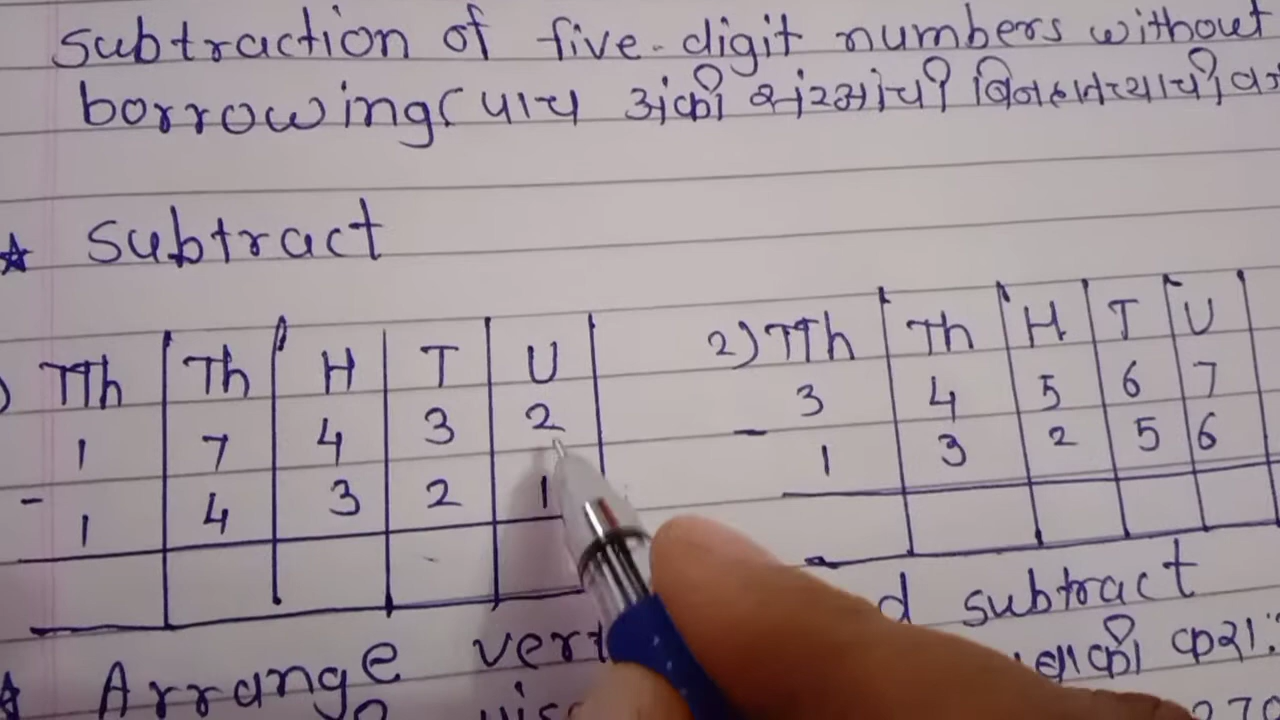 Subtraction of five-digit numbers without
borrowing( पाच अंकी
★ Subtract
) TTh Th H T U
1 7 4 3 2
- 1 4 3 2 1
2) TTh Th H T U
3 4 5 6 7
- 1 3 2 5 6
Arrange subtract
करा: